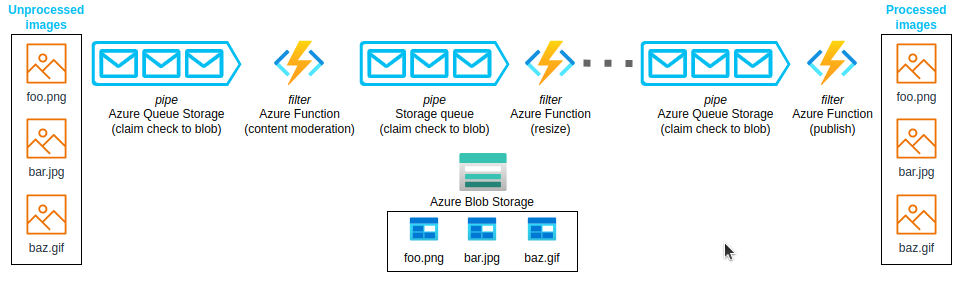 Unprocessed
images
foo.png
bar.jpg
baz.gif
pipe
Azure Queue Storage
(claim check to blob)
filter
Azure Function
(content moderation)
pipe
Storage queue
(claim check to blob)
filter
Azure Function
(resize)
pipe
Azure Queue Storage
(claim check to blob)
filter
Azure Function
(publish)
Processed
images
foo.png
bar.jpg
baz.gif
Azure Blob Storage
foo.png
bar.jpg
baz.gif